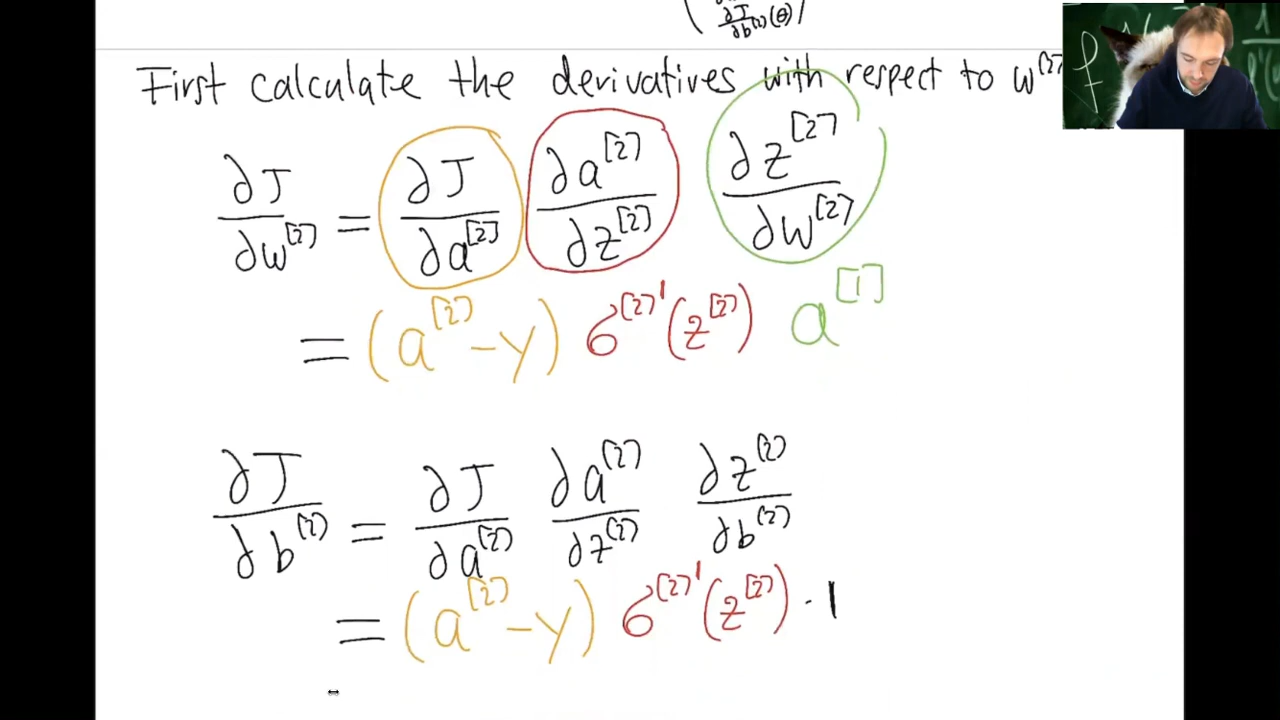 ∂J/∂b^(1)(θ)
First calculate the derivatives with respect to w^[2]
∂J/∂w^[2] = ∂J/∂a^[2] ∂a^[2]/∂z^[2] ∂z^[2]/∂w^[2]
= (a^[2] - y) σ^[2]'(z^[2]) a^[1]
∂J/∂b^[2] = ∂J/∂a^[2] ∂a^[2]/∂z^[2] ∂z^[2]/∂b^[2]
= (a^[2] - y) σ^[2]'(z^[2]) · 1